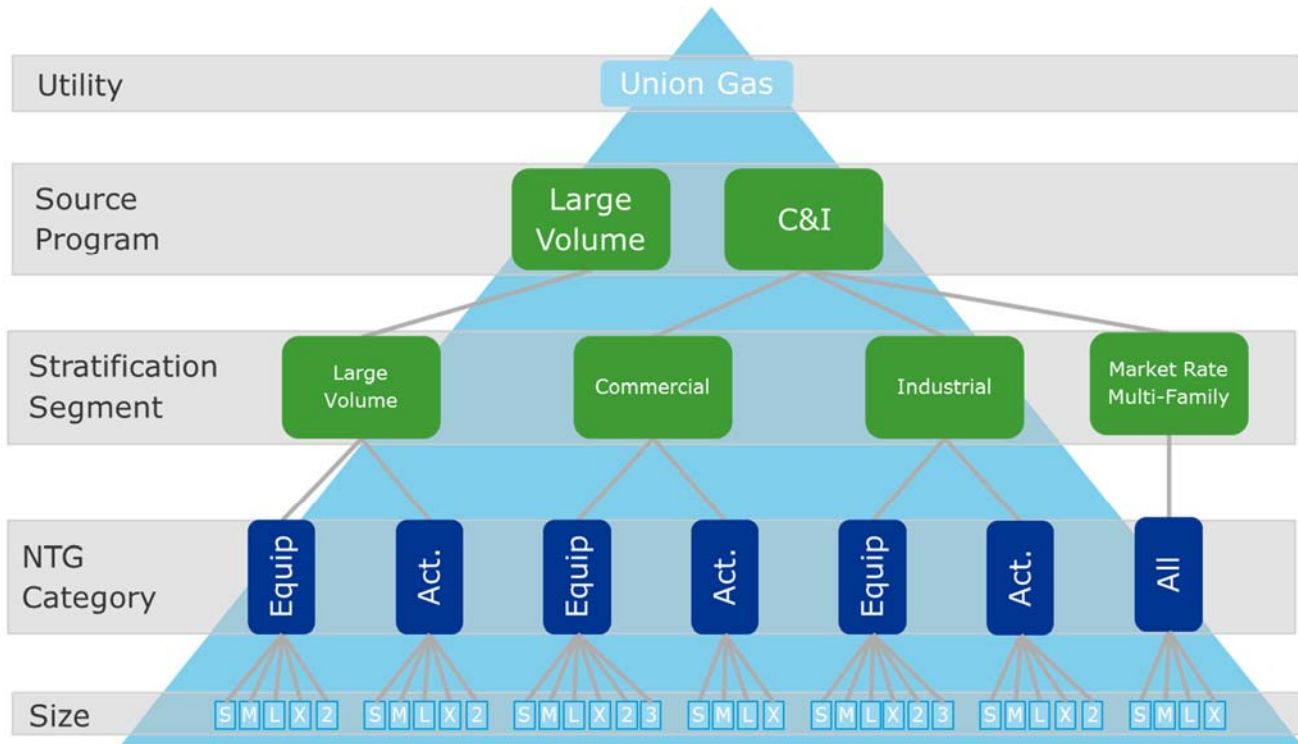 Utility
Union Gas
Source
Program
Large
Volume
C&I
Stratification
Segment
Large
Volume
Commercial
Industrial
Market Rate
Multi-Family
NTG
Category
Equip
Act.
Equip
Act.
Equip
Act.
All
Size
S M L X 2
S M L X 2
S M L X 2 3
S M L X
S M L X 2 3
S M L X 2
S M L X